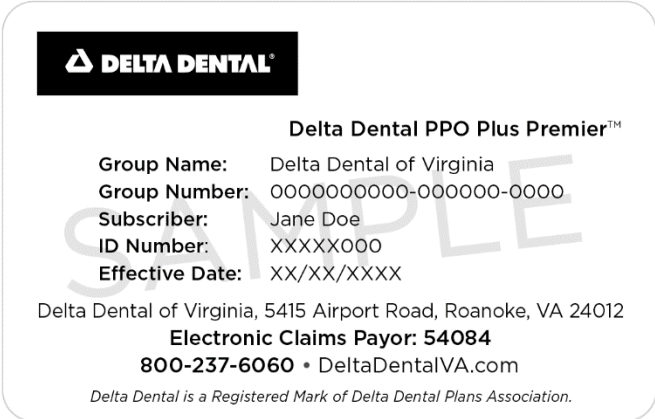 DELTA DENTAL®
Delta Dental PPO Plus Premier™
Group Name: Delta Dental of Virginia
Group Number: 0000000000-000000-0000
Subscriber: Jane Doe
ID Number: XXXXX000
Effective Date: XX/XX/XXXX
SAMPLE
Delta Dental of Virginia, 5415 Airport Road, Roanoke, VA 24012
Electronic Claims Payor: 54084
800-237-6060 • DeltaDentalVA.com
Delta Dental is a Registered Mark of Delta Dental Plans Association.